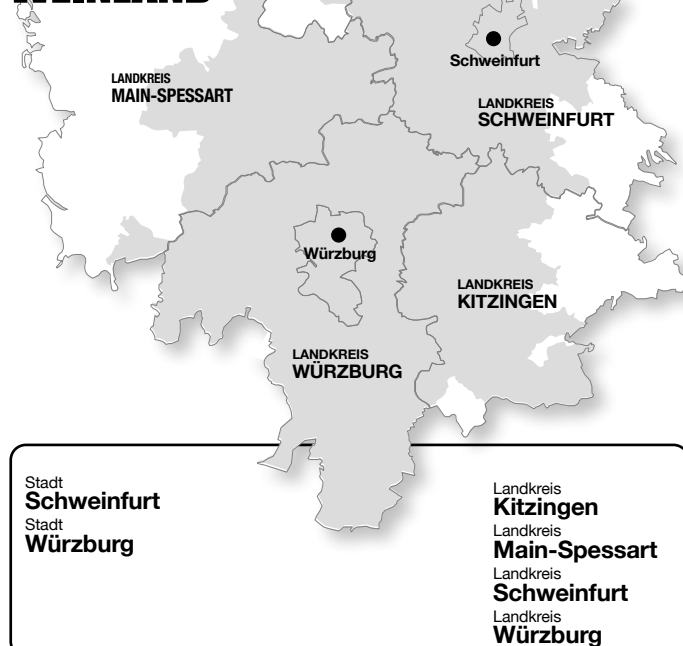 WEINLAND
Schweinfurt
LANDKREIS
MAIN-SPESSART
LANDKREIS
SCHWEINFURT
Würzburg
LANDKREIS
KITZINGEN
LANDKREIS
WÜRZBURG
Stadt
Schweinfurt
Stadt
Würzburg
Landkreis
Kitzingen
Landkreis
Main-Spessart
Landkreis
Schweinfurt
Landkreis
Würzburg